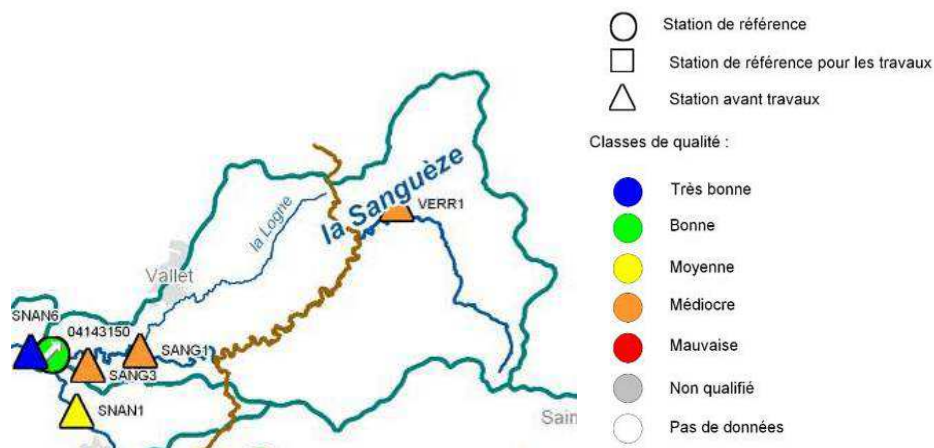 Station de référence
Station de référence pour les travaux
Station avant travaux
Classes de qualité :
Très bonne
Bonne
Moyenne
Médiocre
Mauvaise
Non qualifié
Pas de données
la Sanguèze
VERR1
la Logne
Vallet
SNAN6
04143150
SANG1
SANG3
SNAN1
Sain